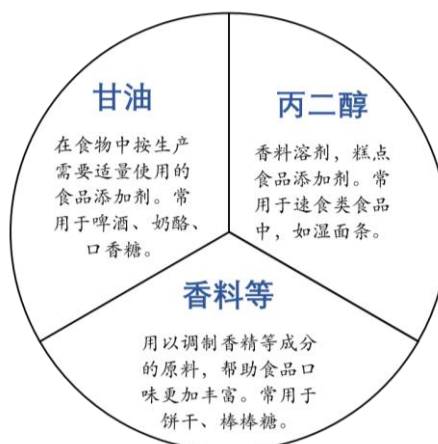 甘油
在食物中按生产
需要适量使用的
食品添加剂。常
用于啤酒、奶酪、
口香糖。
丙二醇
香料溶剂，糕点
食品添加剂。常
用于速食类食品
中，如湿面条。
香料等
用以调制香精等成分
的原料，帮助食品口
味更加丰富。常用于
饼干、棒棒糖。